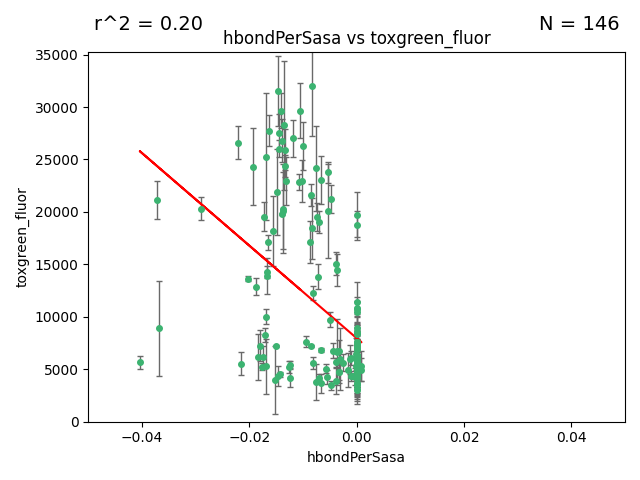 r^2 = 0.20
N = 146
hbondPerSasa vs toxgreen_fluor
35000
30000
25000
20000
15000
10000
5000
0
toxgreen_fluor
−0.04
−0.02
0.00
0.02
0.04
hbondPerSasa